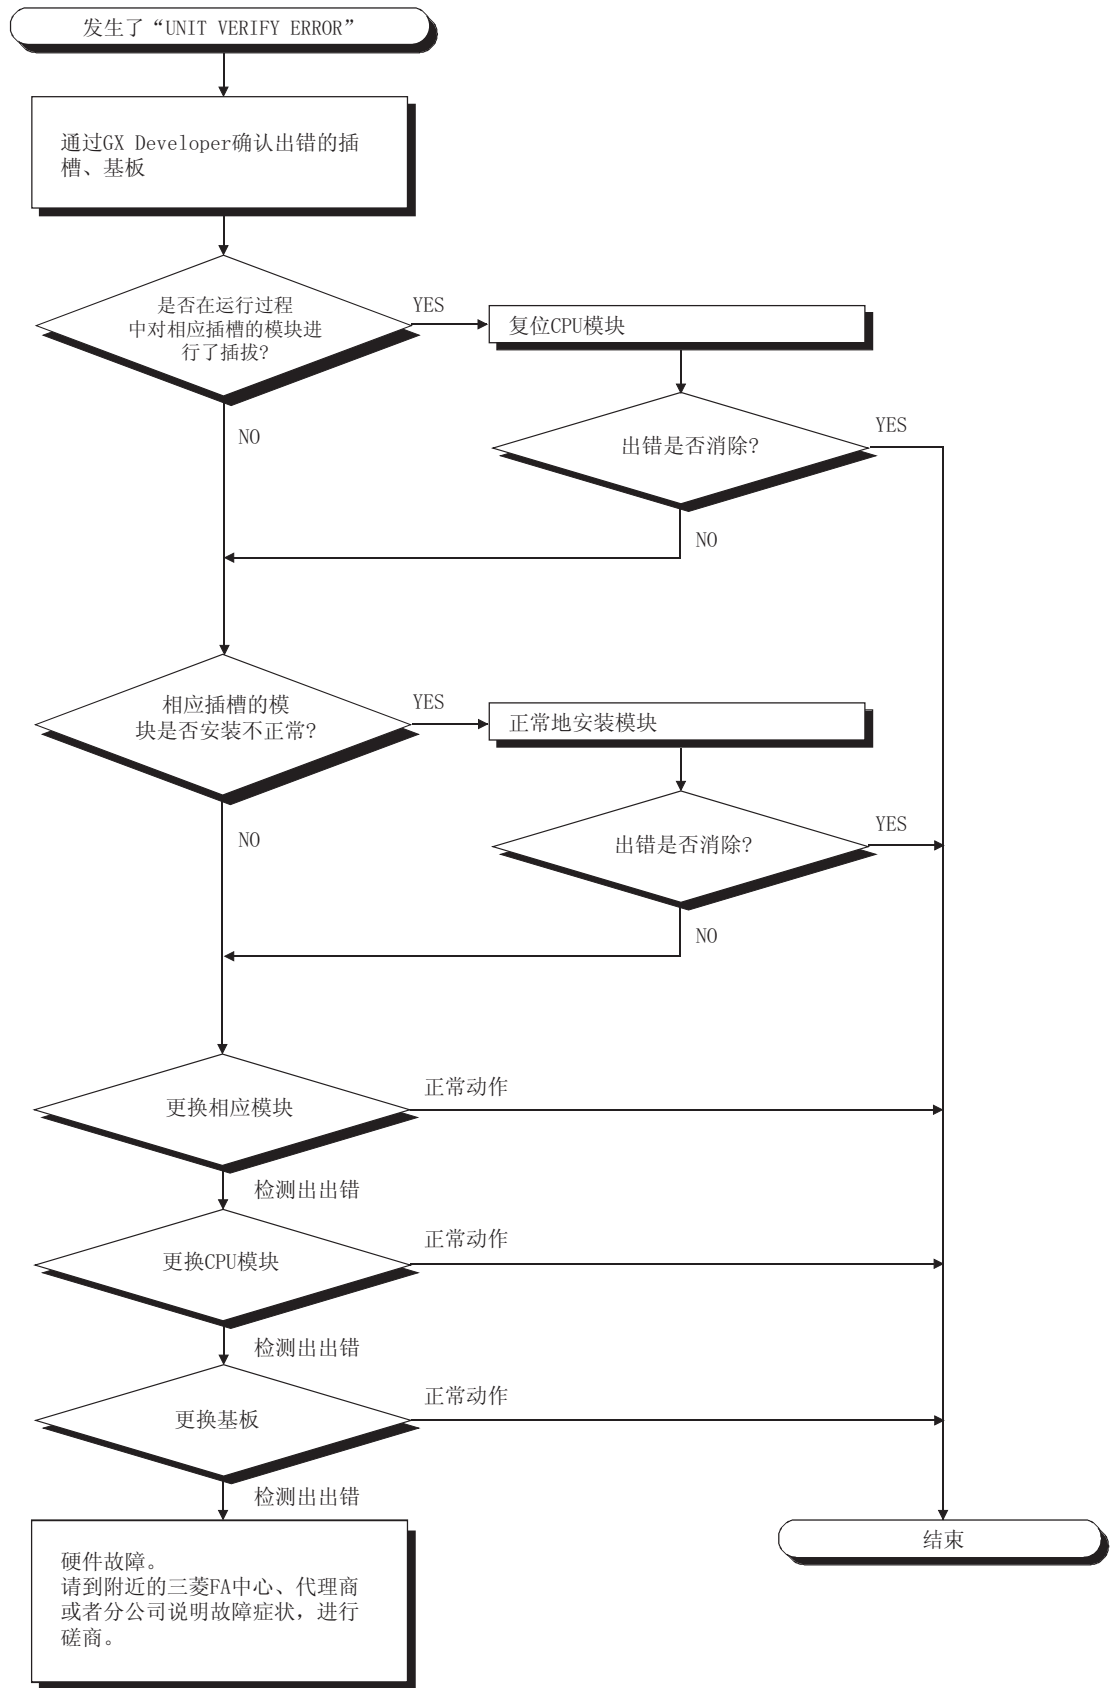 发生了“UNIT VERIFY ERROR”
通过GX Developer确认出错的插
槽、基板
是否在运行过程
中对相应插槽的模块进
行了插拔?
YES
复位CPU模块
NO
出错是否消除?
YES
NO
相应插槽的模
块是否安装不正常?
YES
正常地安装模块
NO
出错是否消除?
YES
NO
更换相应模块
正常动作
检测出出错
更换CPU模块
正常动作
检测出出错
更换基板
正常动作
检测出出错
硬件故障。
请到附近的三菱FA中心、代理商
或者分公司说明故障症状，进行
磋商。
结束